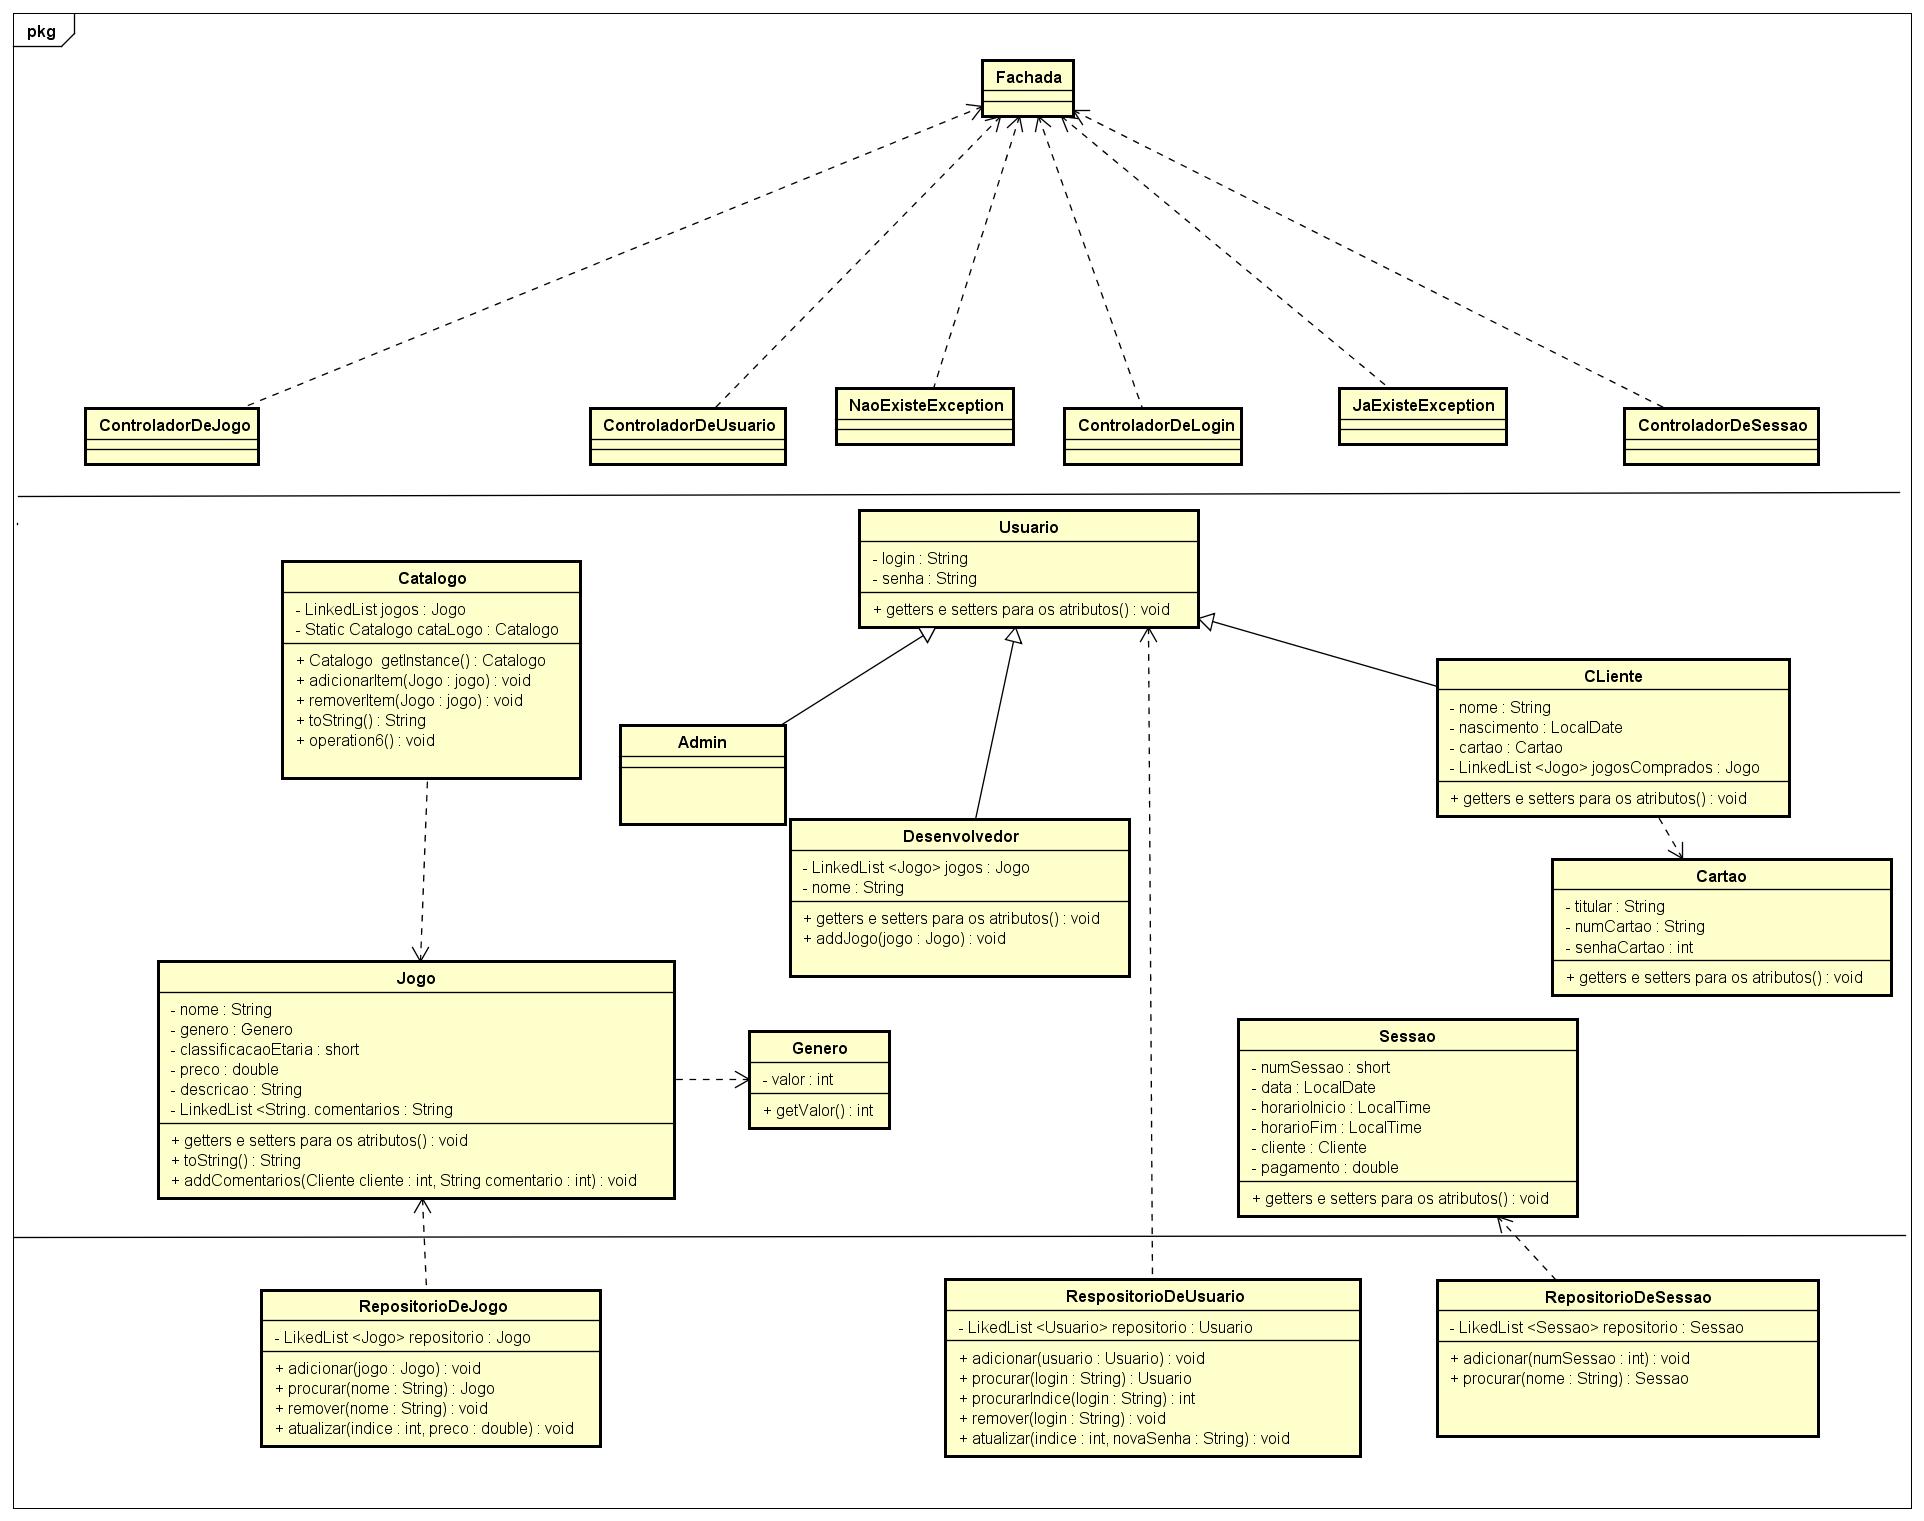 pkg
Fachada
ControladorDeJogo
ControladorDeUsuario
NaoExisteException
ControladorDeLogin
JaExisteException
ControladorDeSessao
Usuario
- login : String
- senha : String
+ getters e setters para os atributos() : void
Catalogo
- LinkedList jogos : Jogo
- Static Catalogo cataLogo : Catalogo
+ Catalogo  getInstance() : Catalogo
+ adicionarItem(Jogo : jogo) : void
+ removerItem(Jogo : jogo) : void
+ toString() : String
+ operation6() : void
CLiente
- nome : String
- nascimento : LocalDate
- cartao : Cartao
- LinkedList <Jogo> jogosComprados : Jogo
+ getters e setters para os atributos() : void
Admin
Desenvolvedor
- LinkedList <Jogo> jogos : Jogo
- nome : String
+ getters e setters para os atributos() : void
+ addJogo(jogo : Jogo) : void
Cartao
- titular : String
- numCartao : String
- senhaCartao : int
+ getters e setters para os atributos() : void
Jogo
- nome : String
- genero : Genero
- classificacaoEtaria : short
- preco : double
- descricao : String
- LinkedList <String. comentarios : String
+ getters e setters para os atributos() : void
+ toString() : String
+ addComentarios(Cliente cliente : int, String comentario : int) : void
Genero
- valor : int
+ getValor() : int
Sessao
- numSessao : short
- data : LocalDate
- horarioInicio : LocalTime
- horarioFim : LocalTime
- cliente : Cliente
- pagamento : double
+ getters e setters para os atributos() : void
RepositorioDeJogo
- LikedList <Jogo> repositorio : Jogo
+ adicionar(jogo : Jogo) : void
+ procurar(nome : String) : Jogo
+ remover(nome : String) : void
+ atualizar(indice : int, preco : double) : void
RespositorioDeUsuario
- LikedList <Usuario> repositorio : Usuario
+ adicionar(usuario : Usuario) : void
+ procurar(login : String) : Usuario
+ procurarIndice(login : String) : int
+ remover(login : String) : void
+ atualizar(indice : int, novaSenha : String) : void
RepositorioDeSessao
- LikedList <Sessao> repositorio : Sessao
+ adicionar(numSessao : int) : void
+ procurar(nome : String) : Sessao